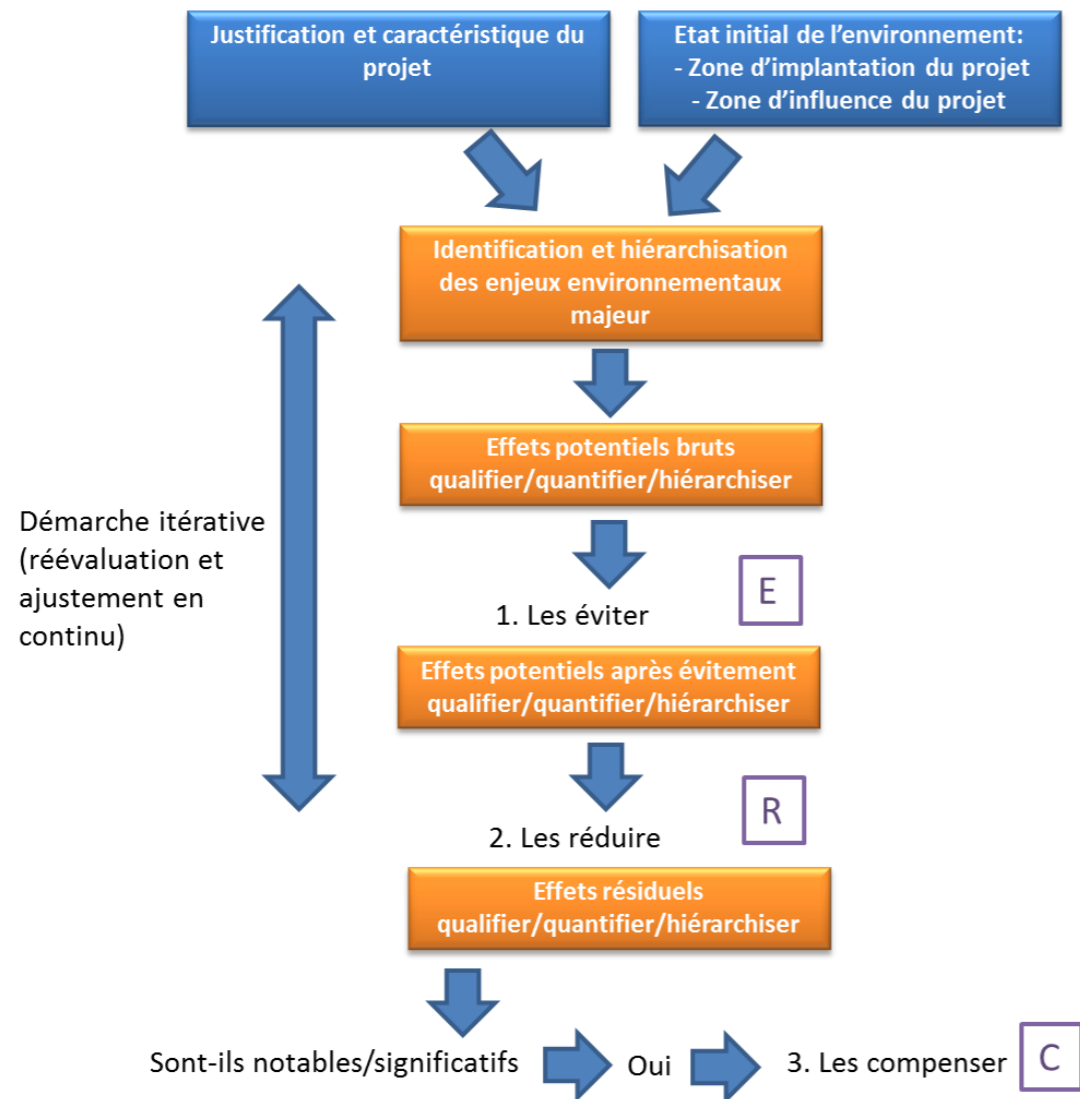 Justification et caractéristique du
projet
Etat initial de l'environnement:
- Zone d'implantation du projet
- Zone d'influence du projet
Identification et hiérarchisation
des enjeux environnementaux
majeur
Effets potentiels bruts
qualifier/quantifier/hiérarchiser
Démarche itérative
(réévaluation et
ajustement en
continu)
E
1. Les éviter
Effets potentiels après évitement
qualifier/quantifier/hiérarchiser
R
2. Les réduire
Effets résiduels
qualifier/quantifier/hiérarchiser
Sont-ils notables/significatifs
Oui
3. Les compenser
C